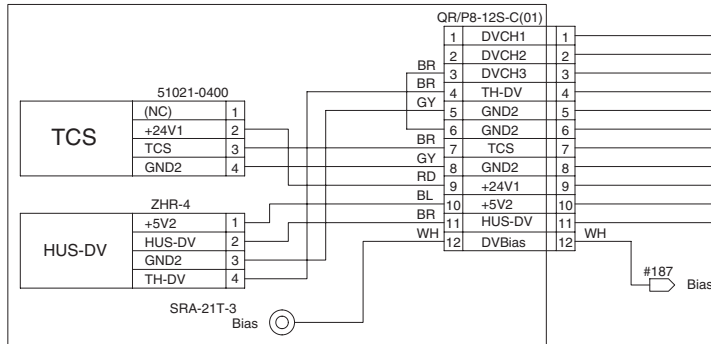 QR/P8-12S-C(01)
1 DVCH1 1
2 DVCH2 2
BR 3 DVCH3 3
BR 4 TH-DV 4
GY 5 GND2 5
6 GND2 6
BR 7 TCS 7
GY 8 GND2 8
RD 9 +24V1 9
BL 10 +5V2 10
BR 11 HUS-DV 11
WH 12 DVBias 12 WH
#187
Bias
51021-0400
TCS
(NC) 1
+24V1 2
TCS 3
GND2 4
ZHR-4
HUS-DV
+5V2 1
HUS-DV 2
GND2 3
TH-DV 4
SRA-21T-3
Bias